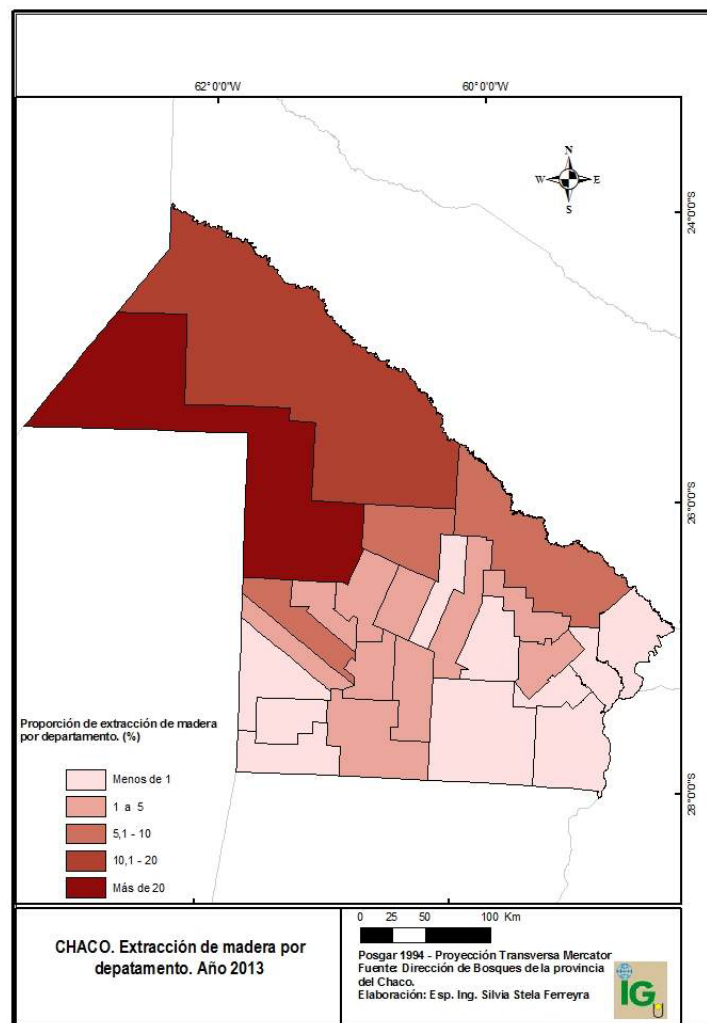 62°0'0"W
60°0'0"W
N
W
E
S
24°0'0"S
26°0'0"S
28°0'0"S
Proporción de extracción de madera
por departamento. (%)
Menos de 1
1 a 5
5,1 - 10
10,1 - 20
Más de 20
CHACO. Extracción de madera por
depatamento. Año 2013
0 25 50 100 Km
Posgar 1994 - Proyección Transversa Mercator
Fuente: Dirección de Bosques de la provincia
del Chaco.
Elaboración: Esp. Ing. Silvia Stela Ferreyra
IG